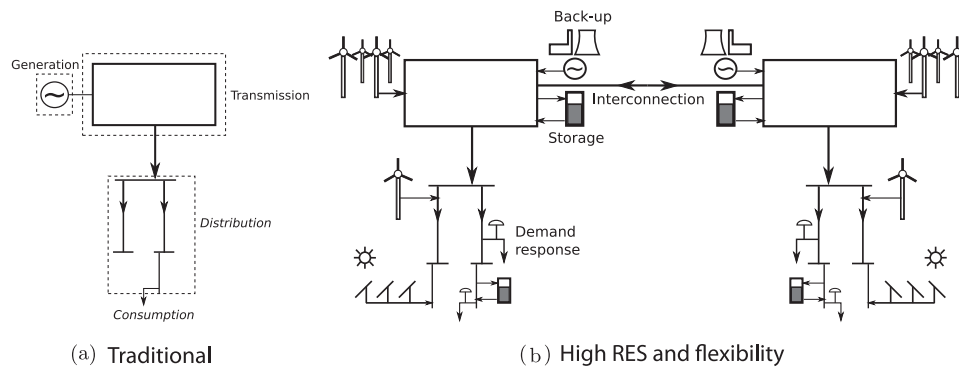 Generation
Transmission
Distribution
Consumption
(a) Traditional
Back-up
Interconnection
Storage
Demand
response
(b) High RES and flexibility